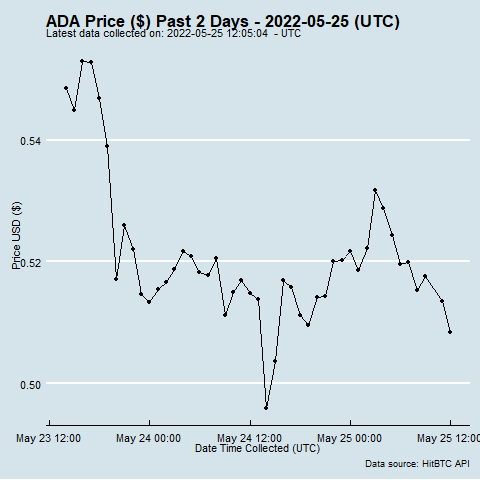 ADA Price ($) Past 2 Days - 2022-05-25 (UTC)
Latest data collected on: 2022-05-25 12:05:04 - UTC
Price USD ($)
0.54
0.52
0.50
May 23 12:00 May 24 00:00 May 24 12:00 May 25 00:00 May 25 12:00
Date Time Collected (UTC)
Data source: HitBTC API